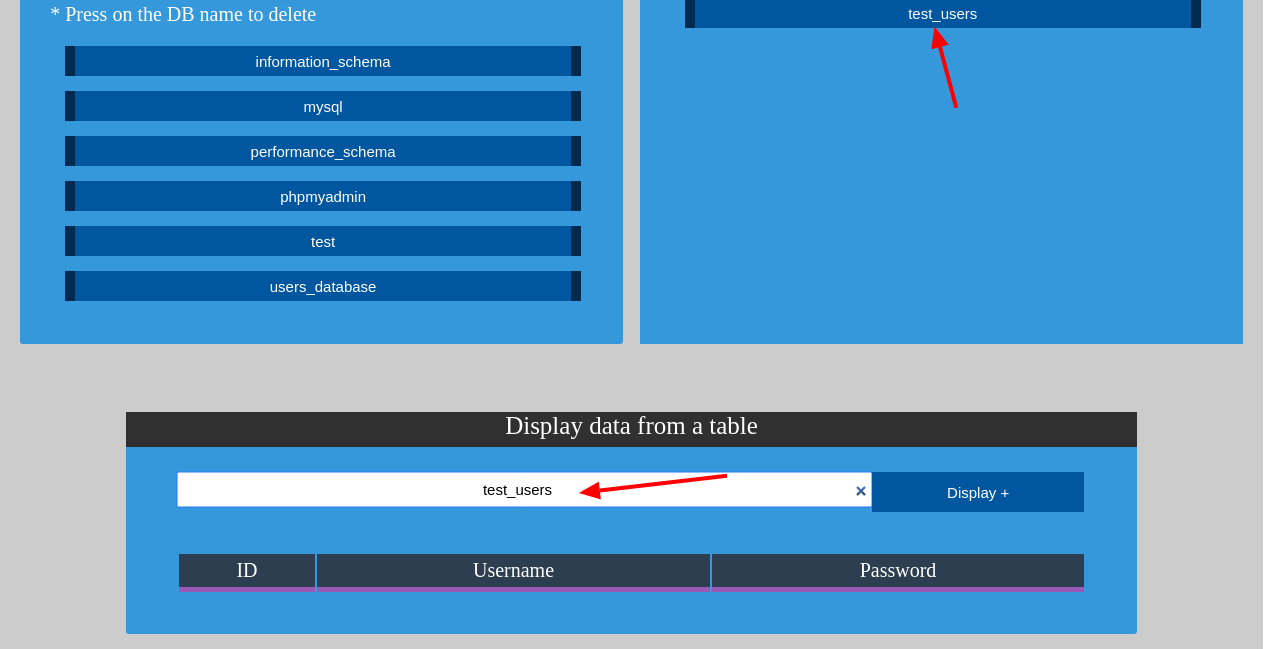 * Press on the DB name to delete
information_schema
mysql
performance_schema
phpmyadmin
test
users_database
test_users
Display data from a table
test_users × Display +
ID Username Password